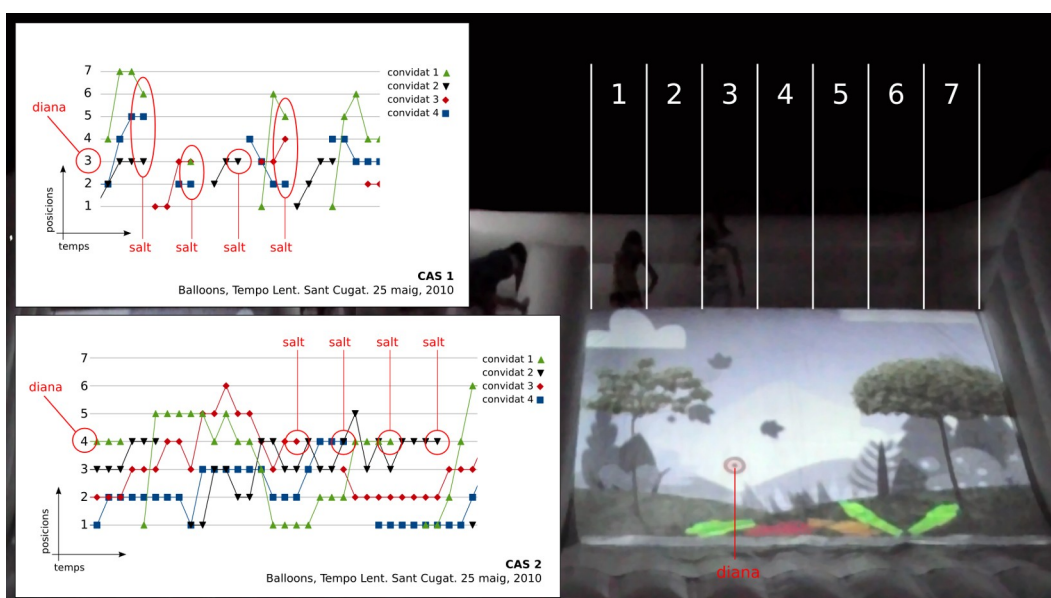 7
6
5
4
3
2
1
diana
convidat 1
convidat 2
convidat 3
convidat 4
posicions
temps
salt salt salt salt
CAS 1
Balloons, Tempo Lent. Sant Cugat. 25 maig, 2010
1 2 3 4 5 6 7
salt salt salt salt
7
6
5
4
3
2
1
diana
convidat 1
convidat 2
convidat 3
convidat 4
posicions
temps
CAS 2
Balloons, Tempo Lent. Sant Cugat. 25 maig, 2010
diana